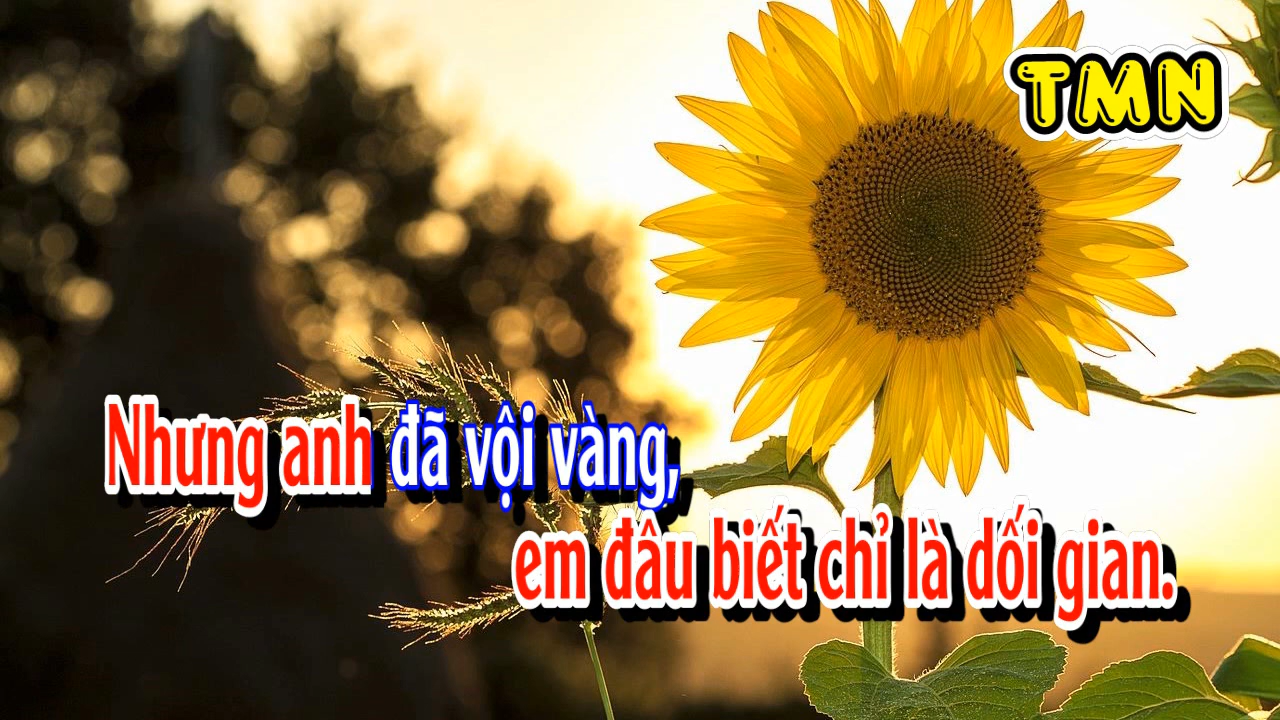 TMN
Nhưng anh đã vội vàng,
em đâu biết chỉ là dối gian.